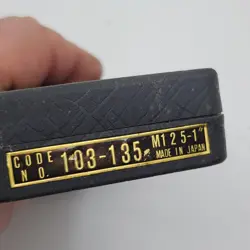 CODE NO. 103-135 M125-1"
MADE IN JAPAN